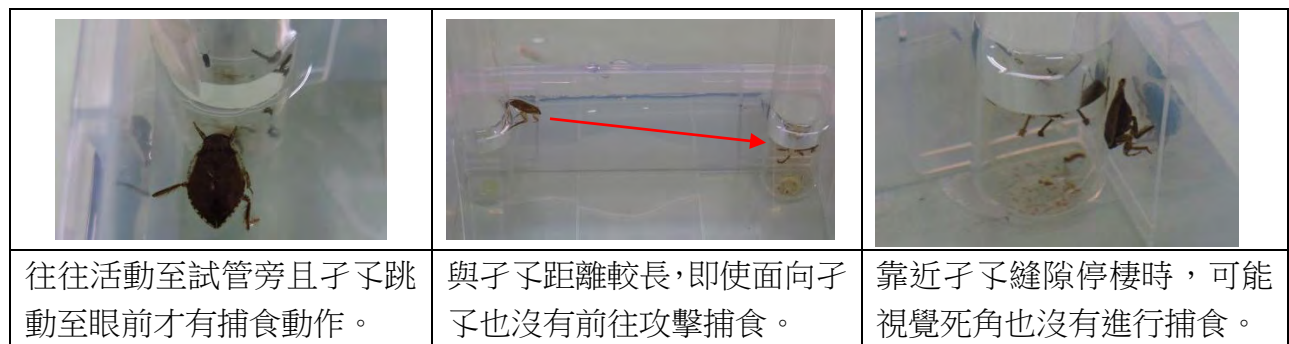 往往活動至試管旁且孑孓跳
動至眼前才有捕食動作。
與孑孓距離較長，即使面向孑
孓也沒有前往攻擊捕食。
靠近孑孓縫隙停棲時，可能
視覺死角也沒有進行捕食。